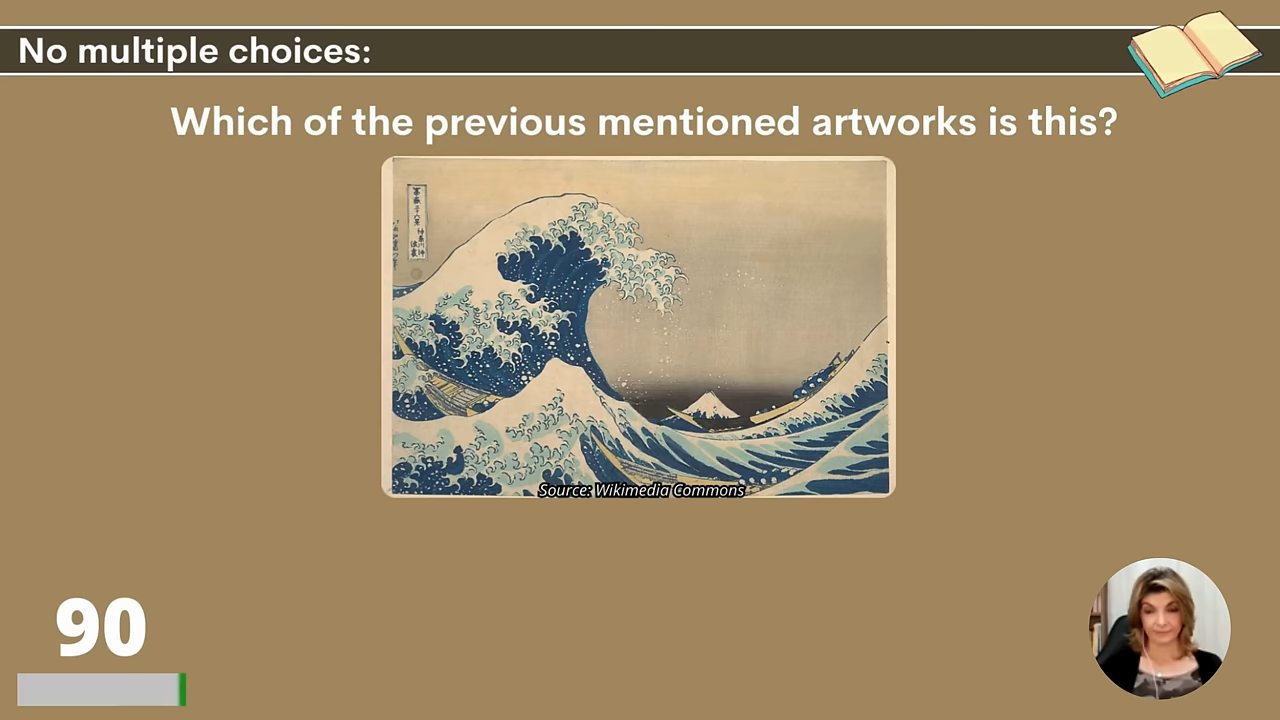 No multiple choices:
Which of the previous mentioned artworks is this?
Source: Wikimedia Commons
90